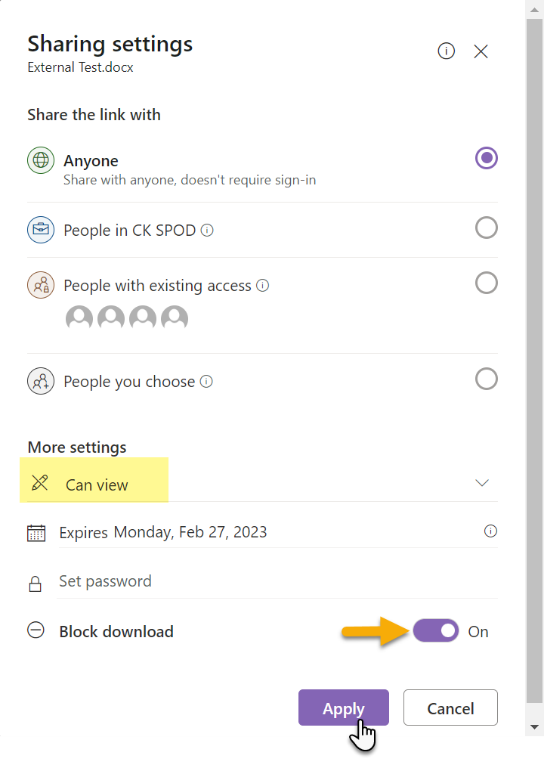 Sharing settings
External Test.docx
Share the link with
Anyone
Share with anyone, doesn't require sign-in
People in CK SPOD
People with existing access
People you choose
More settings
Can view
Expires Monday, Feb 27, 2023
Set password
Block download On
Apply Cancel